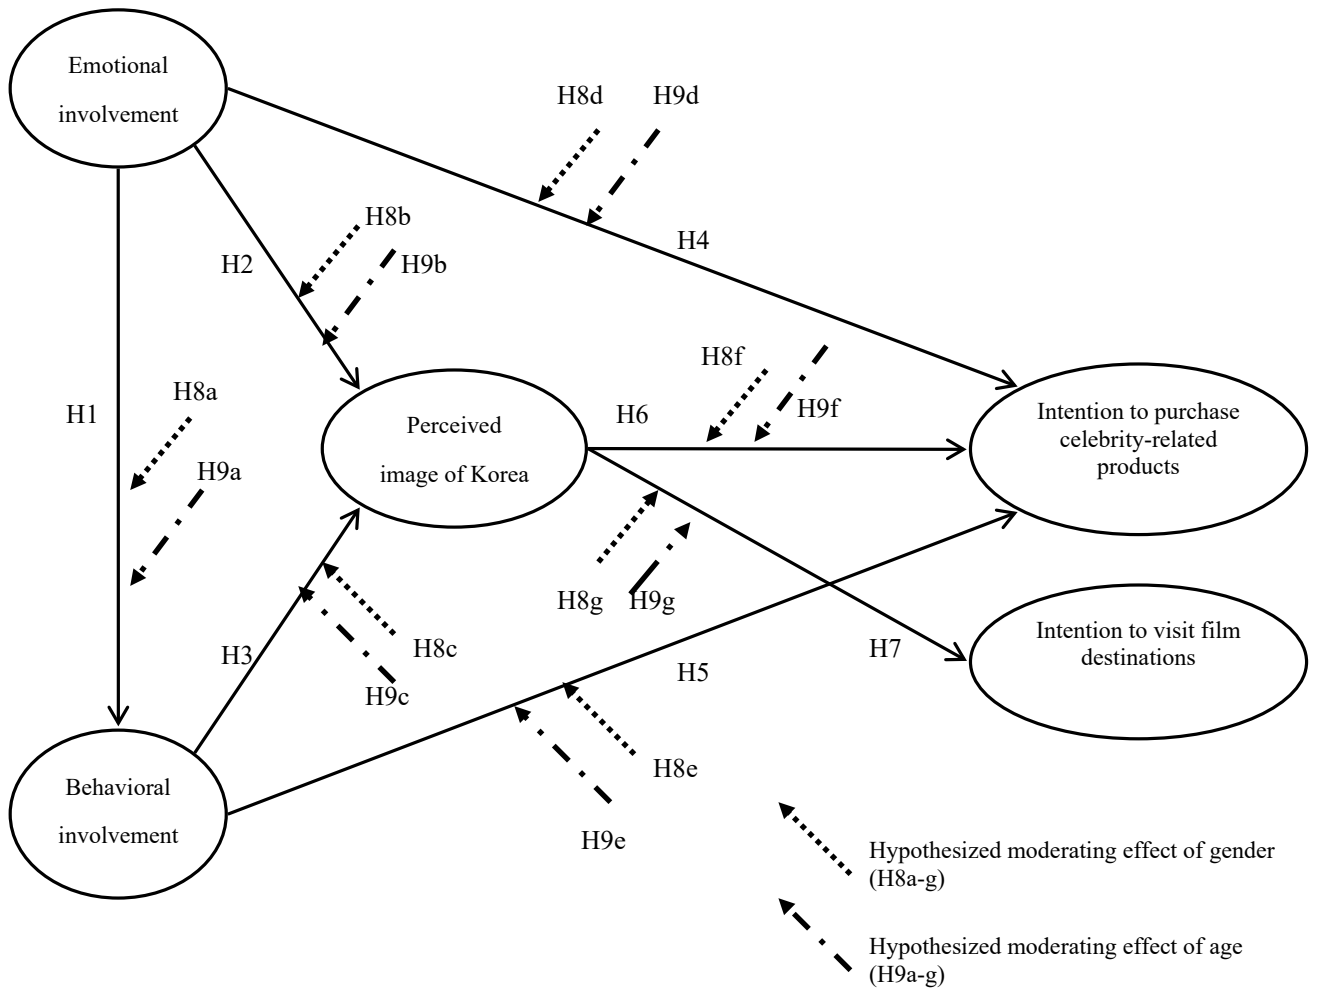 Emotional
involvement
H8d
H9d
H8b
H2
H9b
H4
H8f
H8a
H1
H9f
H6
Perceived
image of Korea
Intention to purchase
celebrity-related
products
H9a
H8g
H9g
H3
H8c
H9c
H5
H7
Intention to visit film
destinations
H8e
H9e
Behavioral
involvement
Hypothesized moderating effect of gender
(H8a-g)
Hypothesized moderating effect of age
(H9a-g)